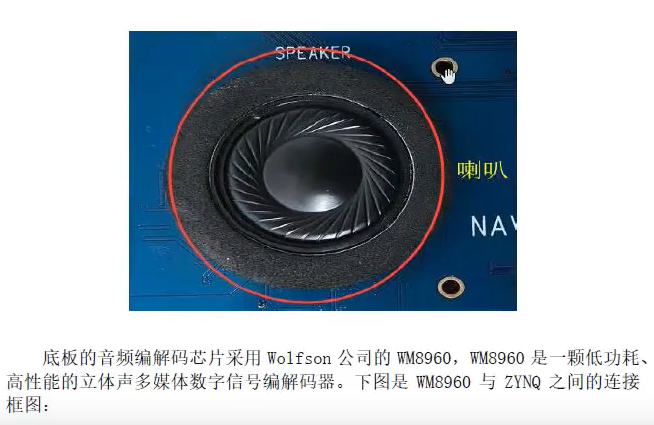 SPEAKER
喇叭
NAV
底板的音频编解码芯片采用 Wolfson 公司的 WM8960，WM8960 是一颗低功耗、
高性能的立体声多媒体数字信号编解码器。下图是 WM8960 与 ZYNQ 之间的连接
框图：